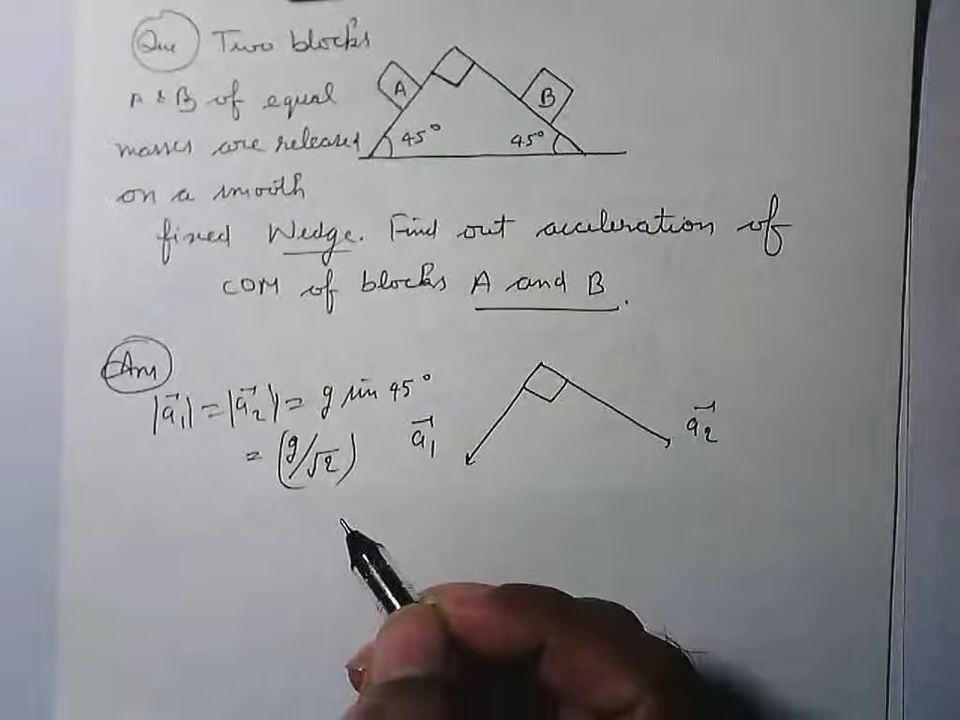 Que Two blocks
A & B of equal
masses are released
on a smooth
fixed Wedge. Find out acceleration of
COM of blocks A and B.
A
B
45°
45°
Ans
|a⃗₁| = |a⃗₂| = g sin 45°
= (g/√2)
a⃗₁
a⃗₂